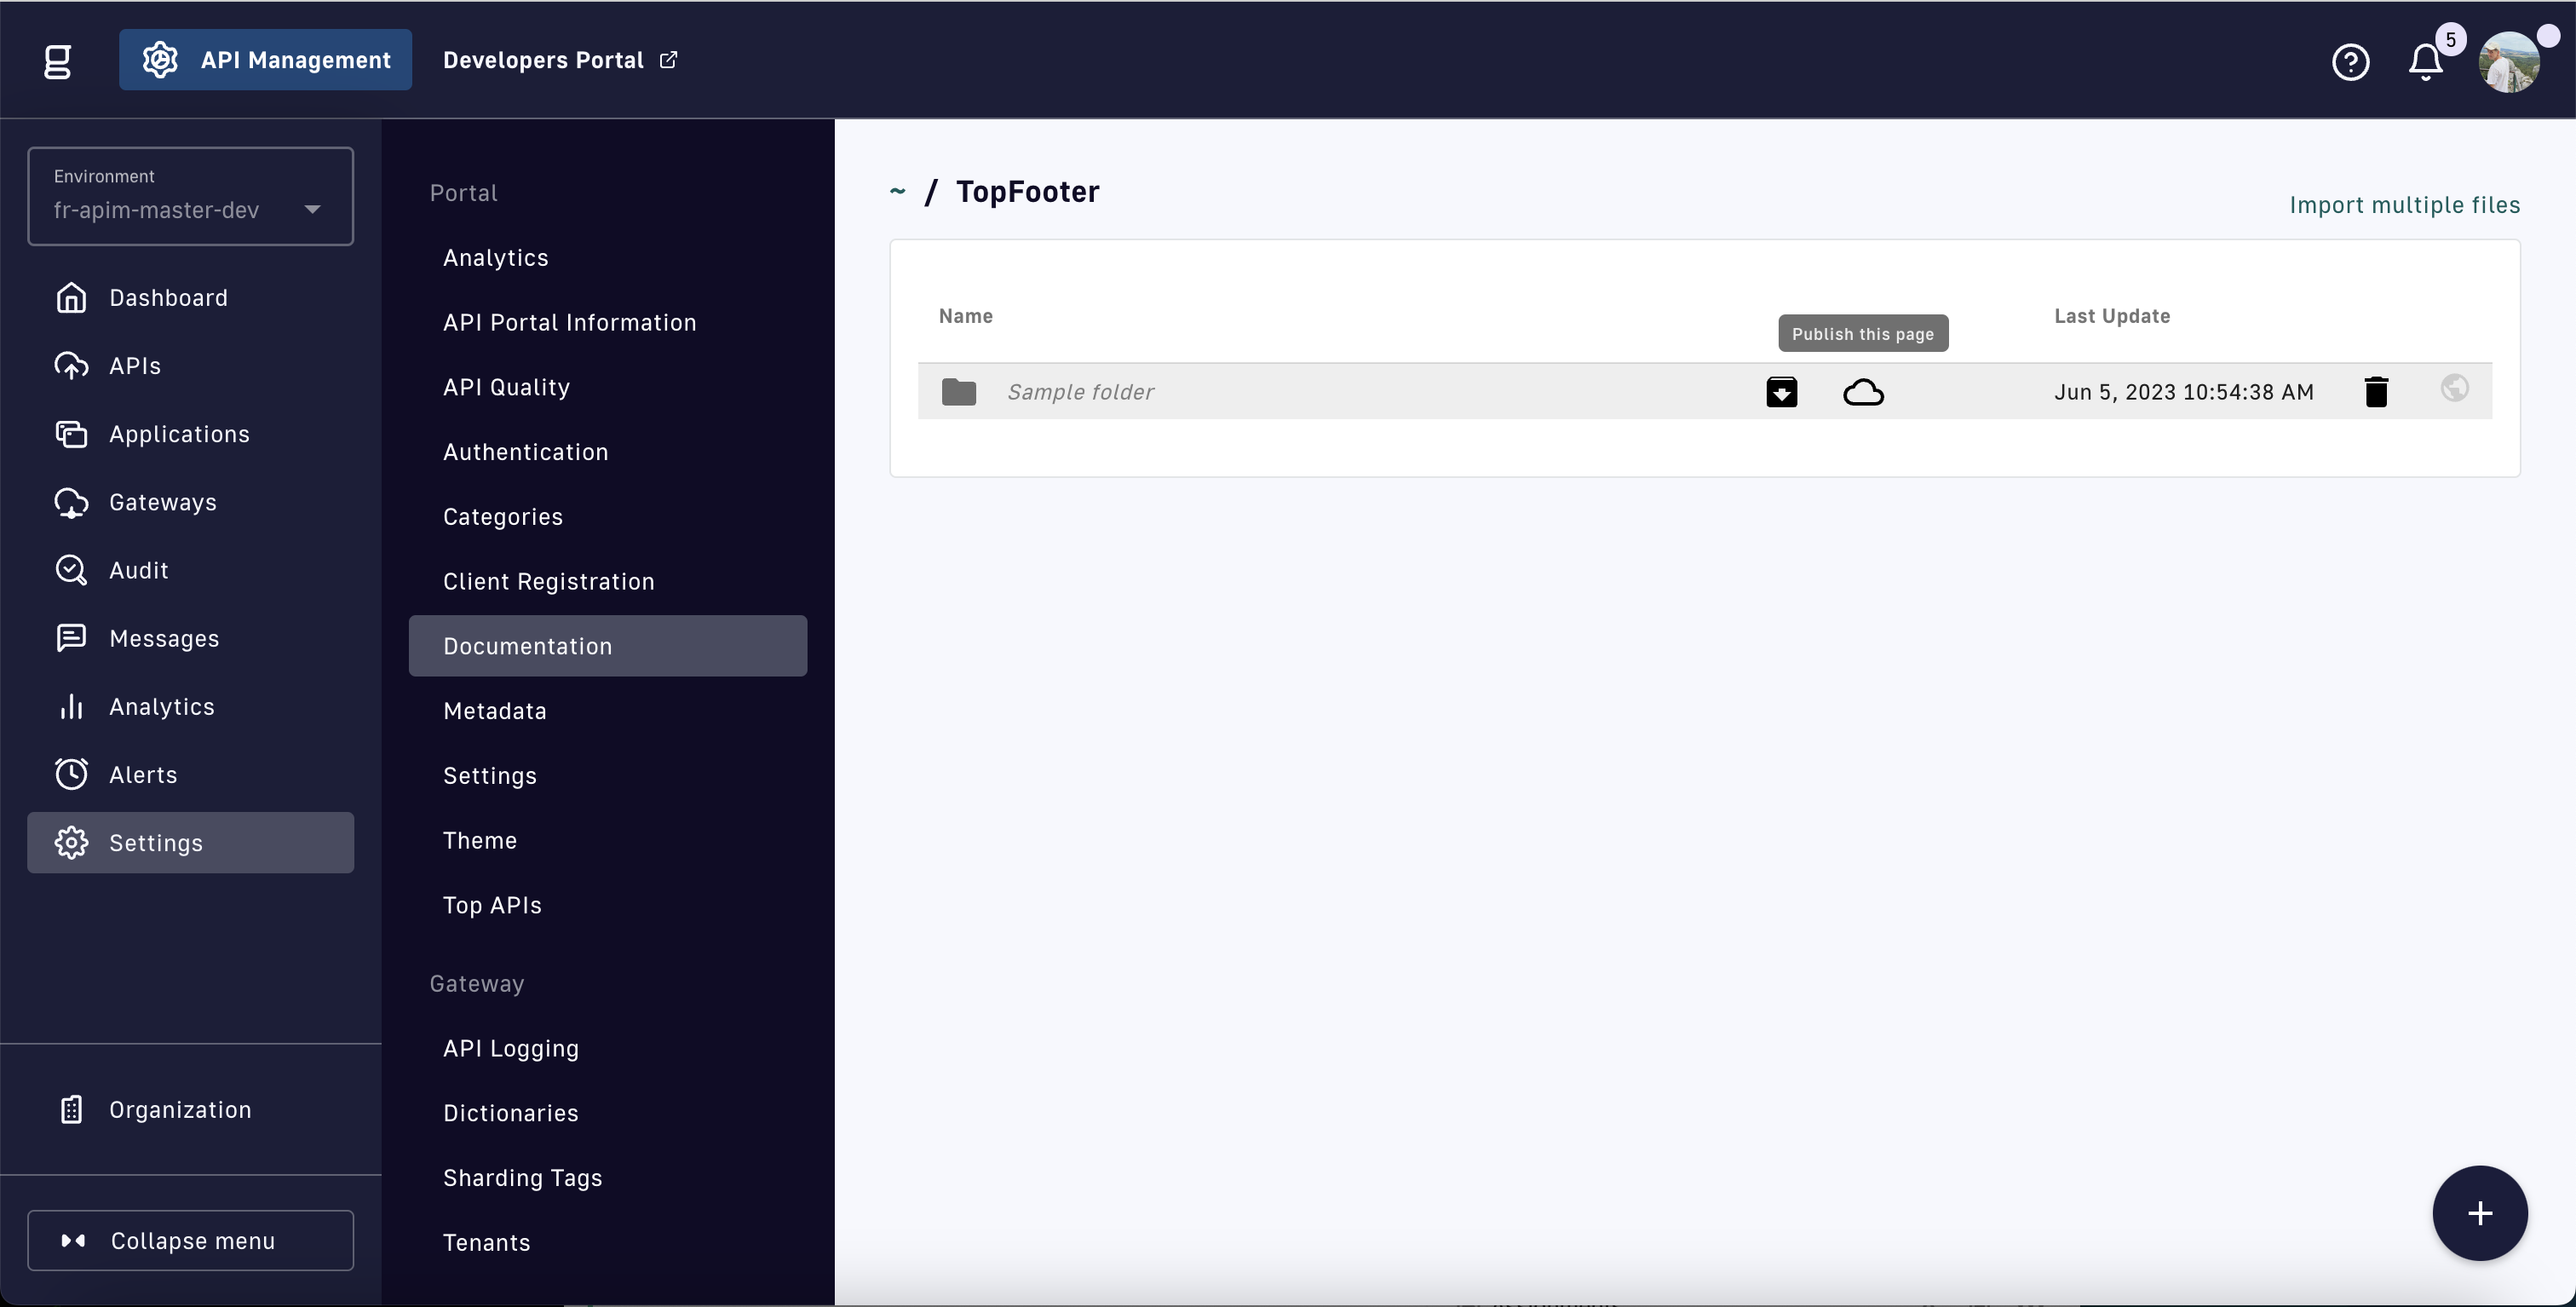 g
API Management
Developers Portal
5
Environment
fr-apim-master-dev
Dashboard
APIs
Applications
Gateways
Audit
Messages
Analytics
Alerts
Settings
Organization
Collapse menu
Portal
Analytics
API Portal Information
API Quality
Authentication
Categories
Client Registration
Documentation
Metadata
Settings
Theme
Top APIs
Gateway
API Logging
Dictionaries
Sharding Tags
Tenants
~ / TopFooter
Import multiple files
Name
Publish this page
Last Update
Sample folder
Jun 5, 2023 10:54:38 AM
+